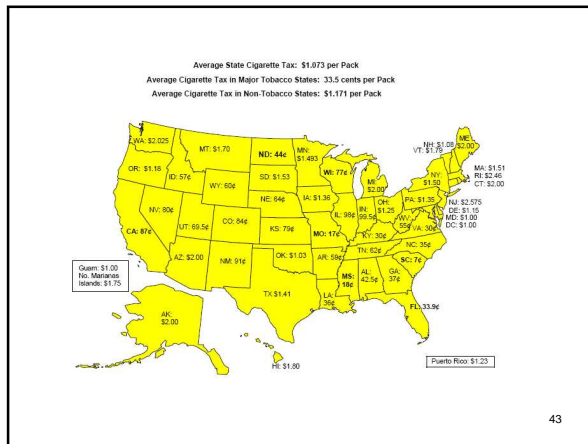 Average State Cigarette Tax: $1.073 per Pack
Average Cigarette Tax in Major Tobacco States: 33.5 cents per Pack
Average Cigarette Tax in Non-Tobacco States: $1.171 per Pack
WA: $2.025
MT: $1.70
ND: 44¢
MN:
$1.493
WI: 77¢
MI:
$2.00
NH: $1.08
VT: $1.79
ME
$2.00
MA: $1.51
RI: $2.46
CT: $2.00
OR: $1.18
ID: 57¢
WY: 60¢
SD: $1.53
NY:
$1.50
NJ: $2.575
DE: $1.15
MD: $1.00
DC: $1.00
NV: 80¢
UT: 69.5¢
CO: 84¢
NE: 64¢
IA: $1.36
IL: 98¢
IN:
99.5¢
OH:
$1.25
PA: $1.35
WV:
55¢
VA: 30¢
CA: 87¢
KS: 79¢
MO: 17¢
KY: 30¢
NC: 35¢
TN: 62¢
SC: 7¢
AZ: $2.00
NM: 91¢
OK: $1.03
AR: 59¢
MS:
18¢
AL:
42.5¢
GA:
37¢
TX $1.41
LA:
36¢
FL: 33.9¢
Guam: $1.00
No. Marianas
Islands: $1.75
AK:
$2.00
HI: $1.80
Puerto Rico: $1.23
43